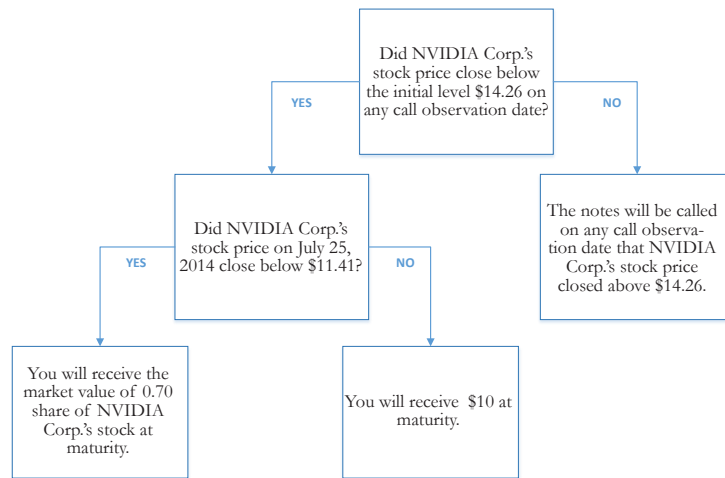 Did NVIDIA Corp.'s
stock price close below
the initial level $14.26 on
any call observation date?
YES
NO
Did NVIDIA Corp.'s
stock price on July 25,
2014 close below $11.41?
The notes will be called
on any call observa-
tion date that NVIDIA
Corp.'s stock price
closed above $14.26.
YES
NO
You will receive the
market value of 0.70
share of NVIDIA
Corp.'s stock at
maturity.
You will receive $10 at
maturity.